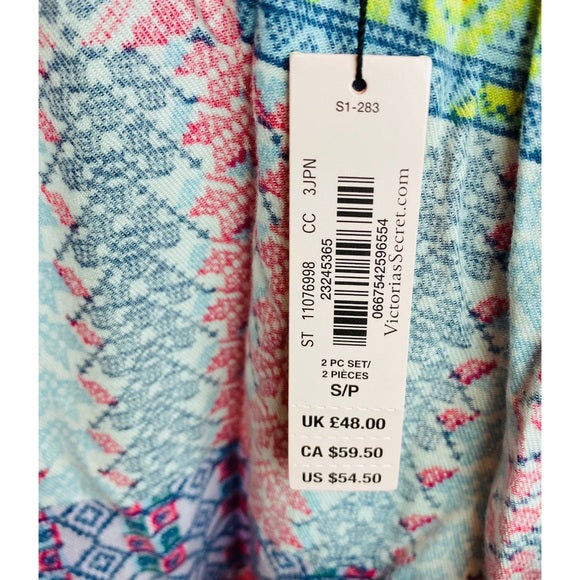 S1-283
ST 11076998 CC 3JPN
23245365
0667542596554
VictoriasSecret.com
2 PC SET/
2 PIÈCES
S/P
UK £48.00
CA $59.50
US $54.50